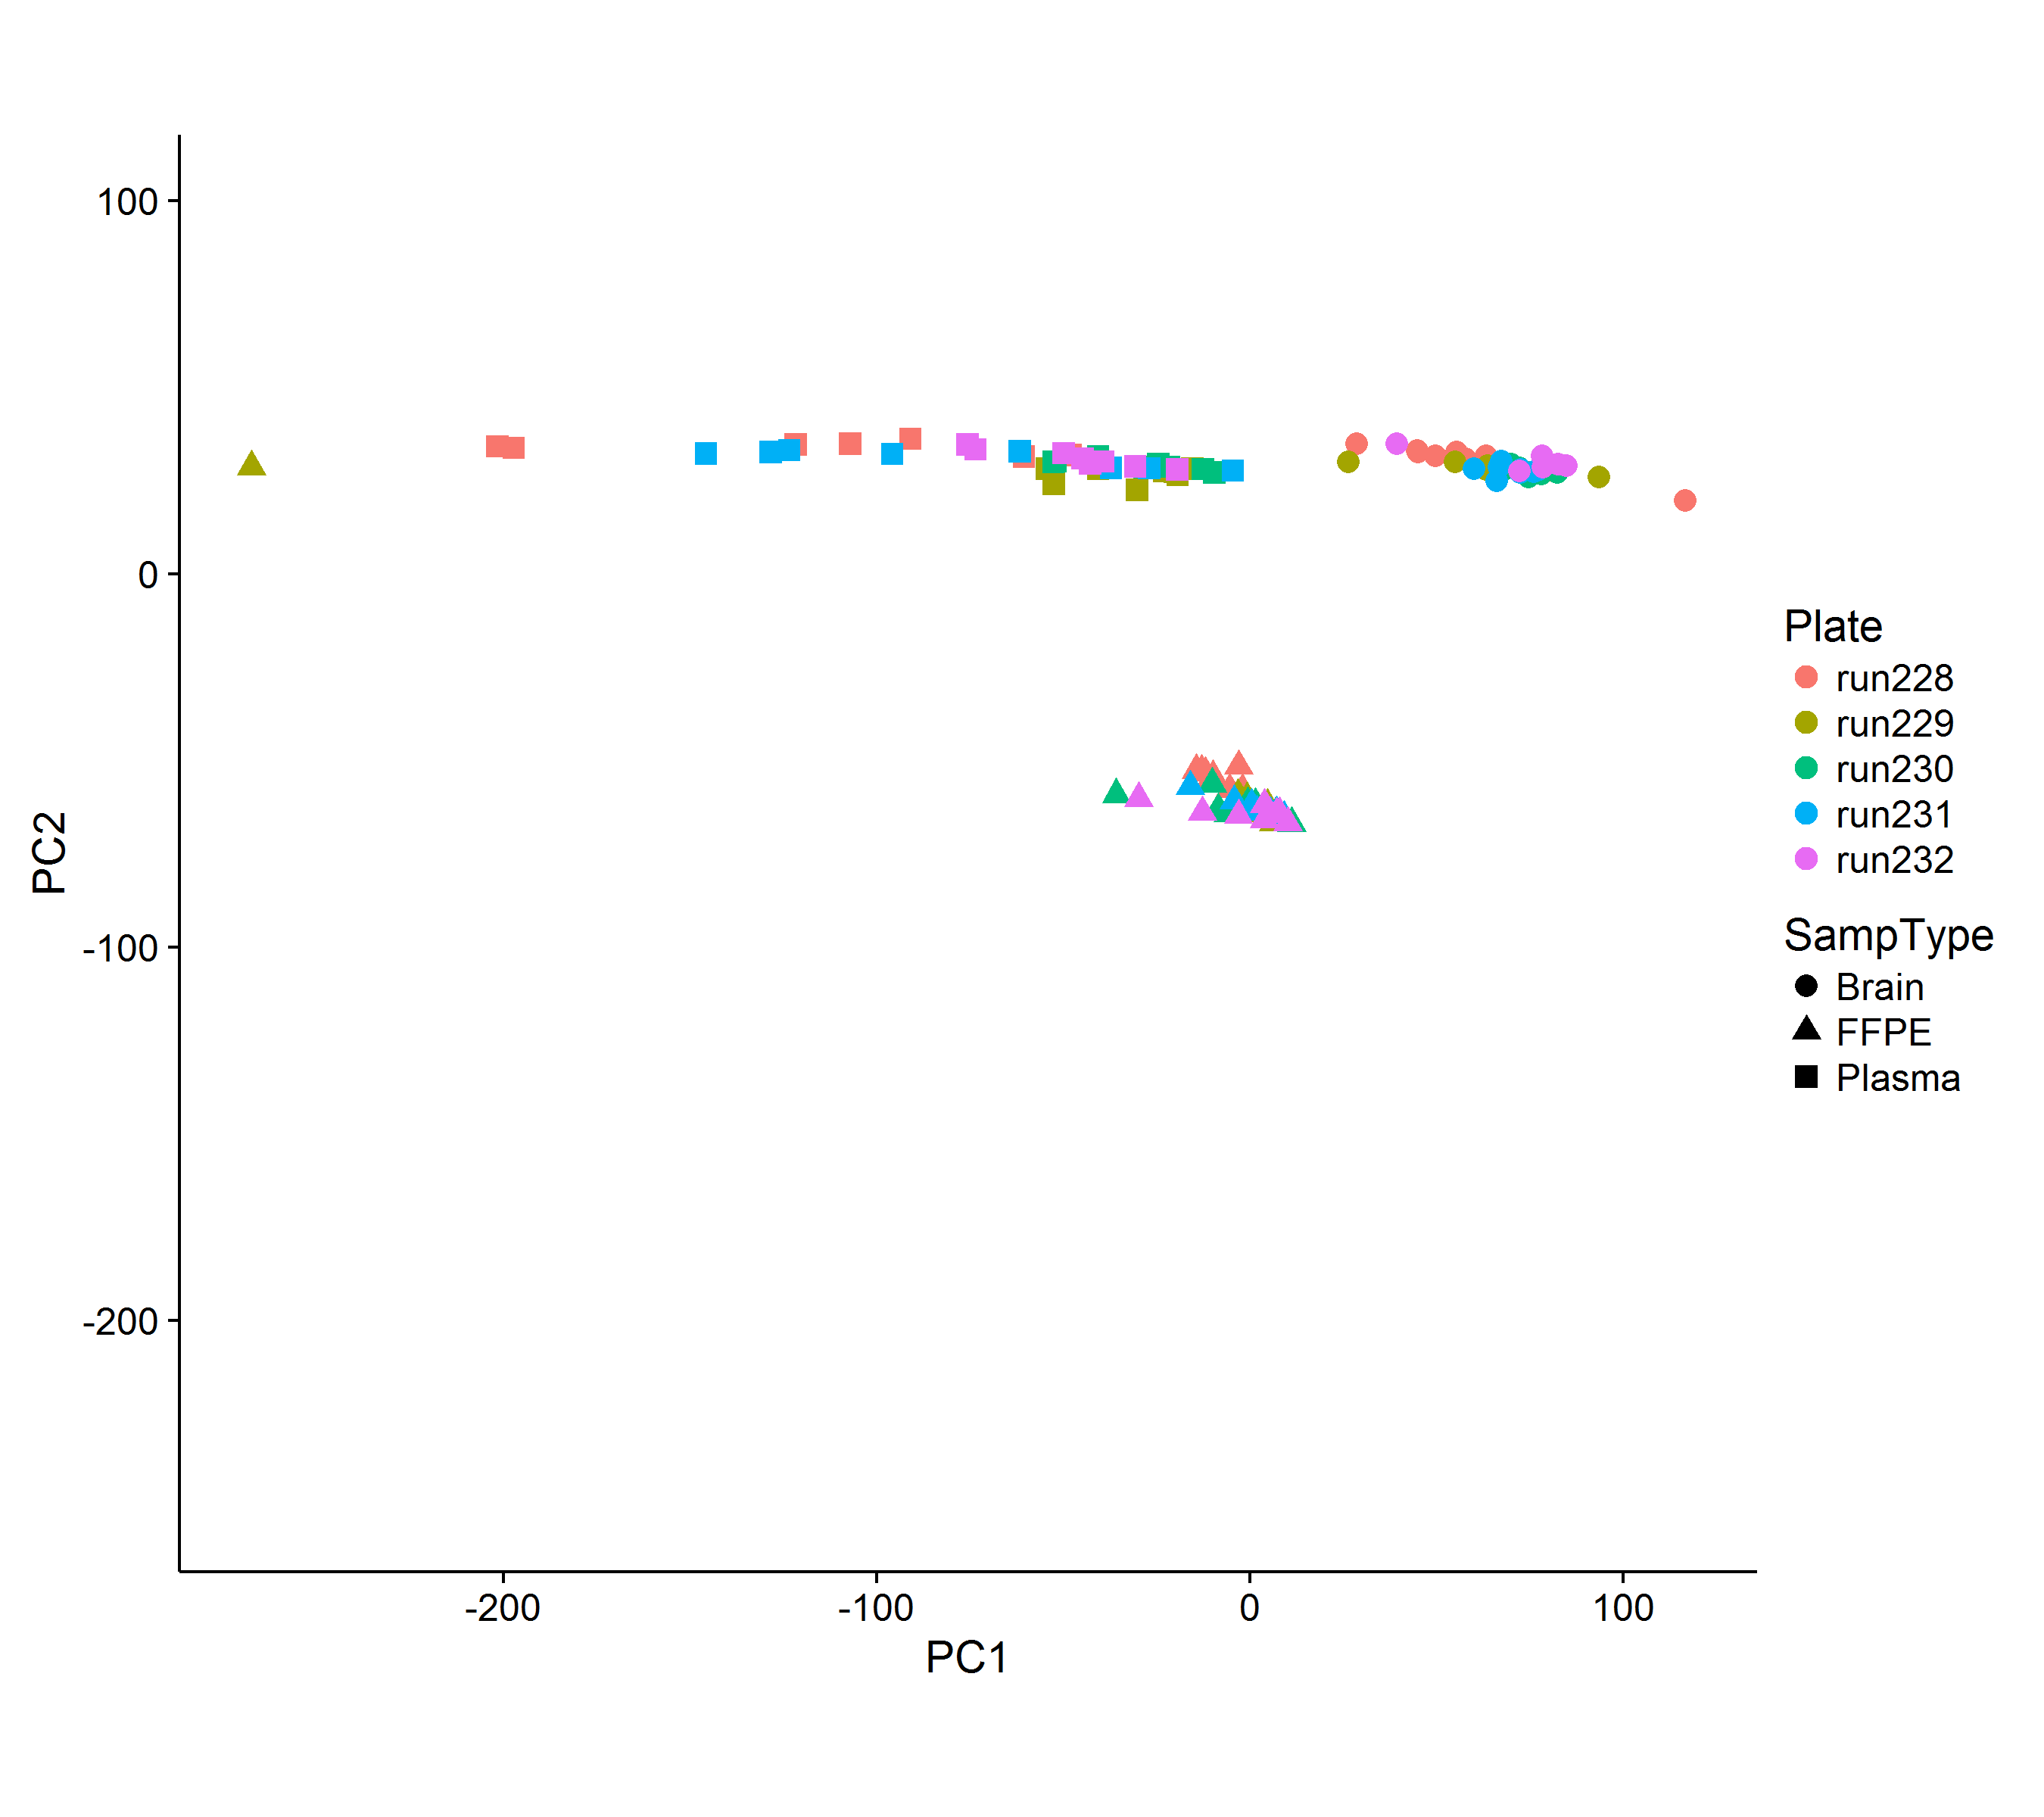 100
0
-100
-200
PC2
-200
-100
0
100
PC1
Plate
run228
run229
run230
run231
run232
SampType
Brain
FFPE
Plasma